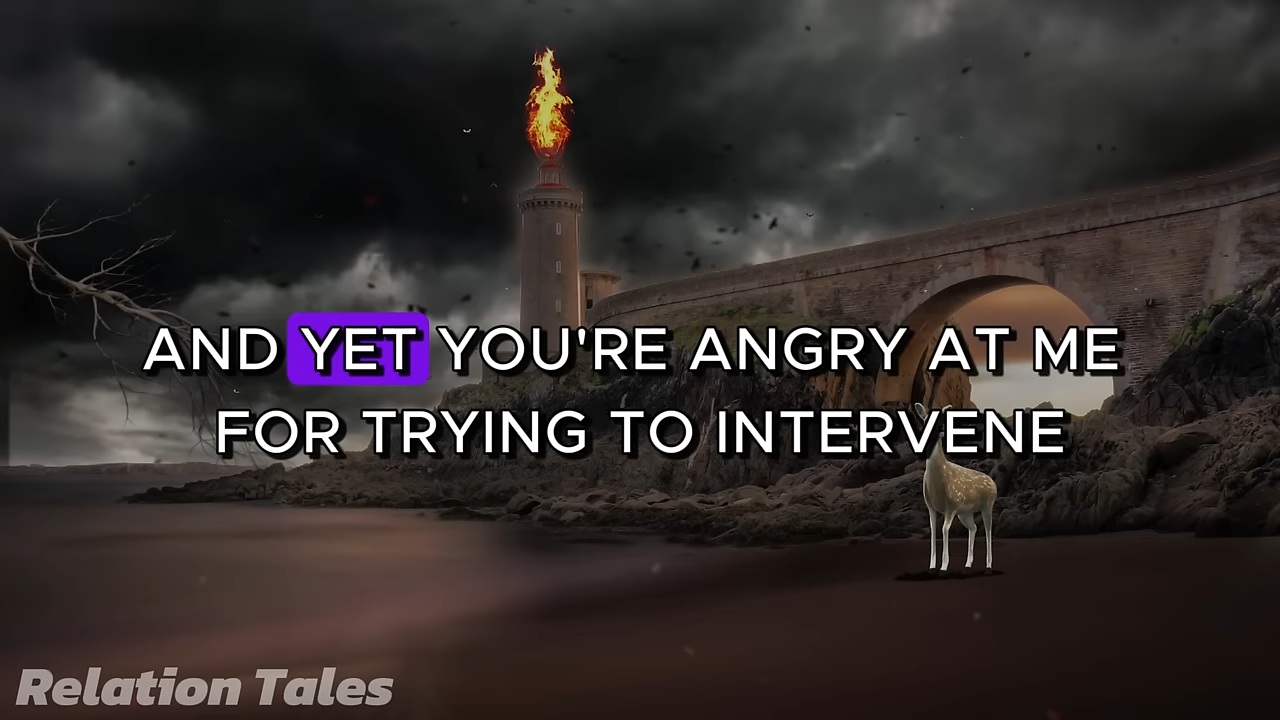 AND YET YOU'RE ANGRY AT ME
FOR TRYING TO INTERVENE
Relation Tales